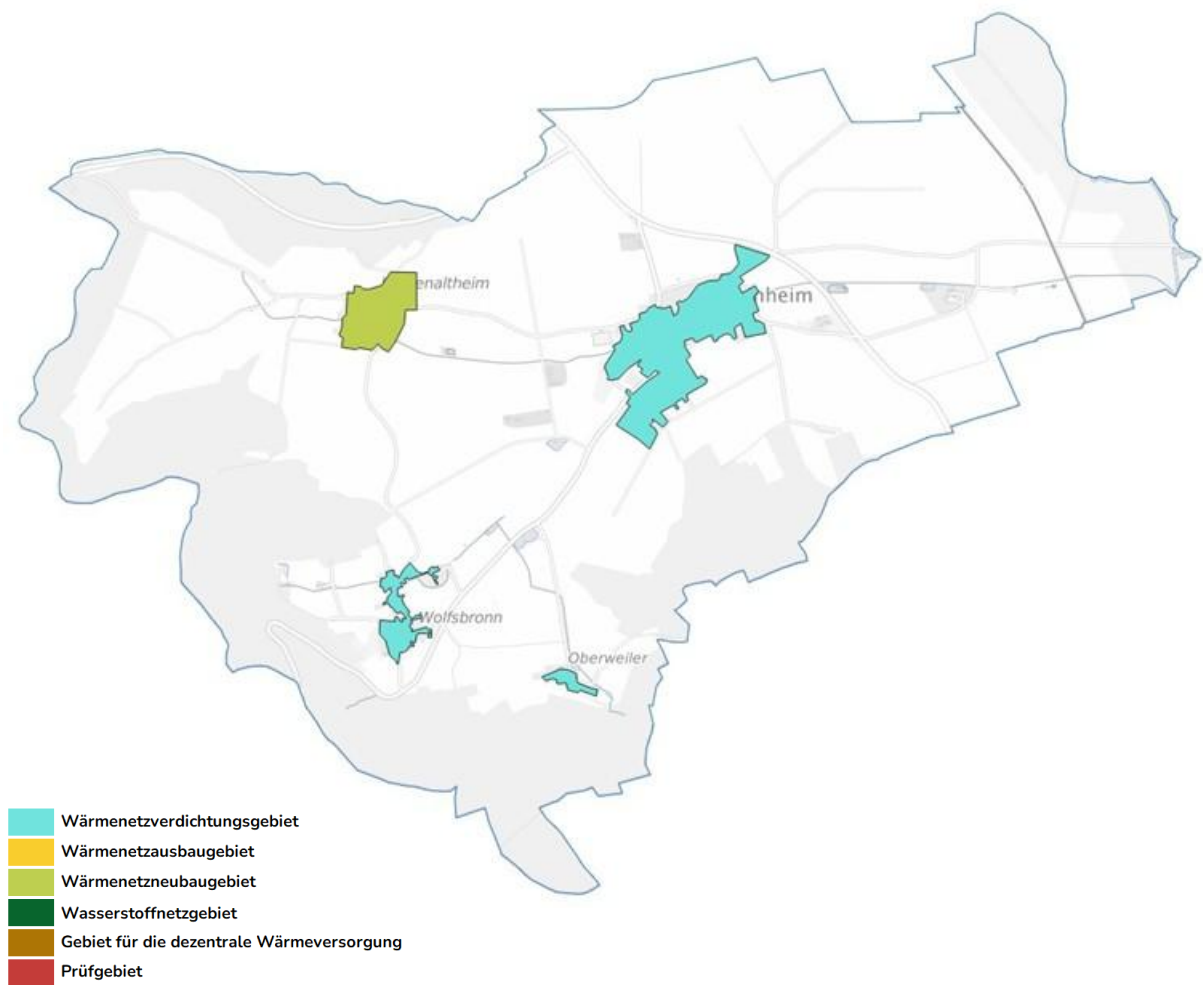 enaltheim
nheim
Wolfsbronn
Oberweiler
Wärmenetzverdichtungsgebiet
Wärmenetzausbaugebiet
Wärmenetzneubaugebiet
Wasserstoffnetzgebiet
Gebiet für die dezentrale Wärmeversorgung
Prüfgebiet